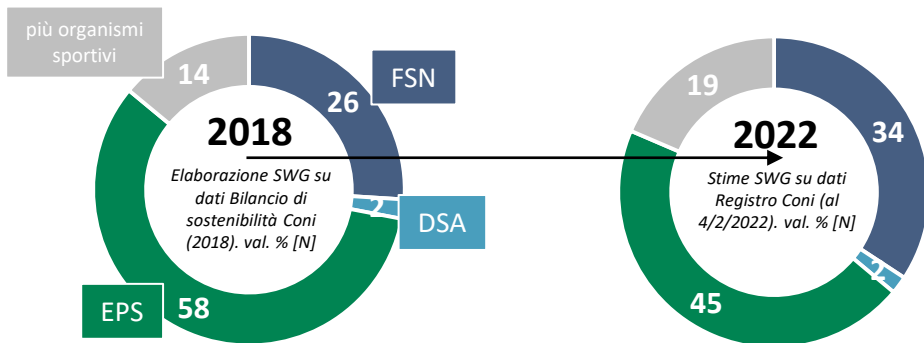 più organismi
sportivi
14
26
FSN
2018
Elaborazione SWG su
dati Bilancio di
sostenibilità Coni
(2018). val. % [N]
2
DSA
EPS
58
19
34
2022
Stime SWG su dati
Registro Coni (al
4/2/2022). val. % [N]
2
45